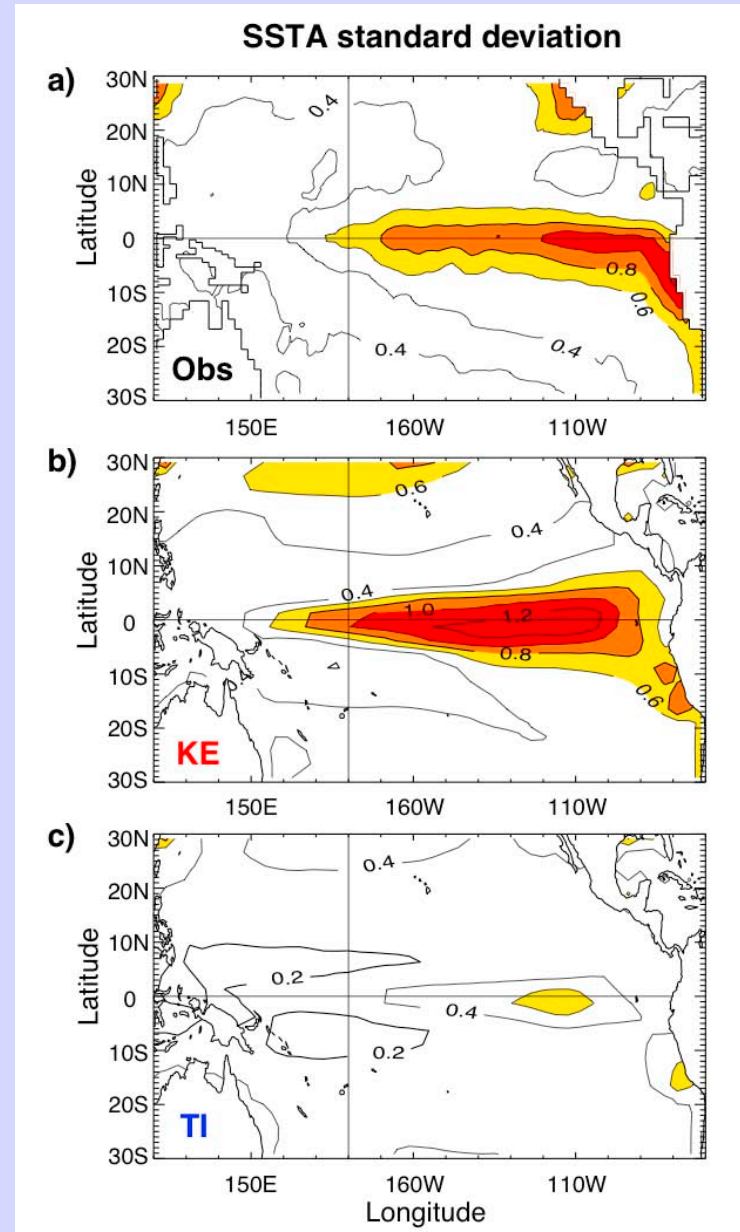 SSTA standard deviation
a)
30N
20N
10N
0
10S
20S
30S
Latitude
0.4
0.8
0.6
0.4
0.4
Obs
150E 160W 110W
b)
30N
20N
10N
0
10S
20S
30S
Latitude
0.6
0.4
0.4
1.0
1.2
0.8
0.6
KE
150E 160W 110W
c)
30N
20N
10N
0
10S
20S
30S
Latitude
0.4
0.2
0.4
0.2
TI
150E 160W 110W
Longitude